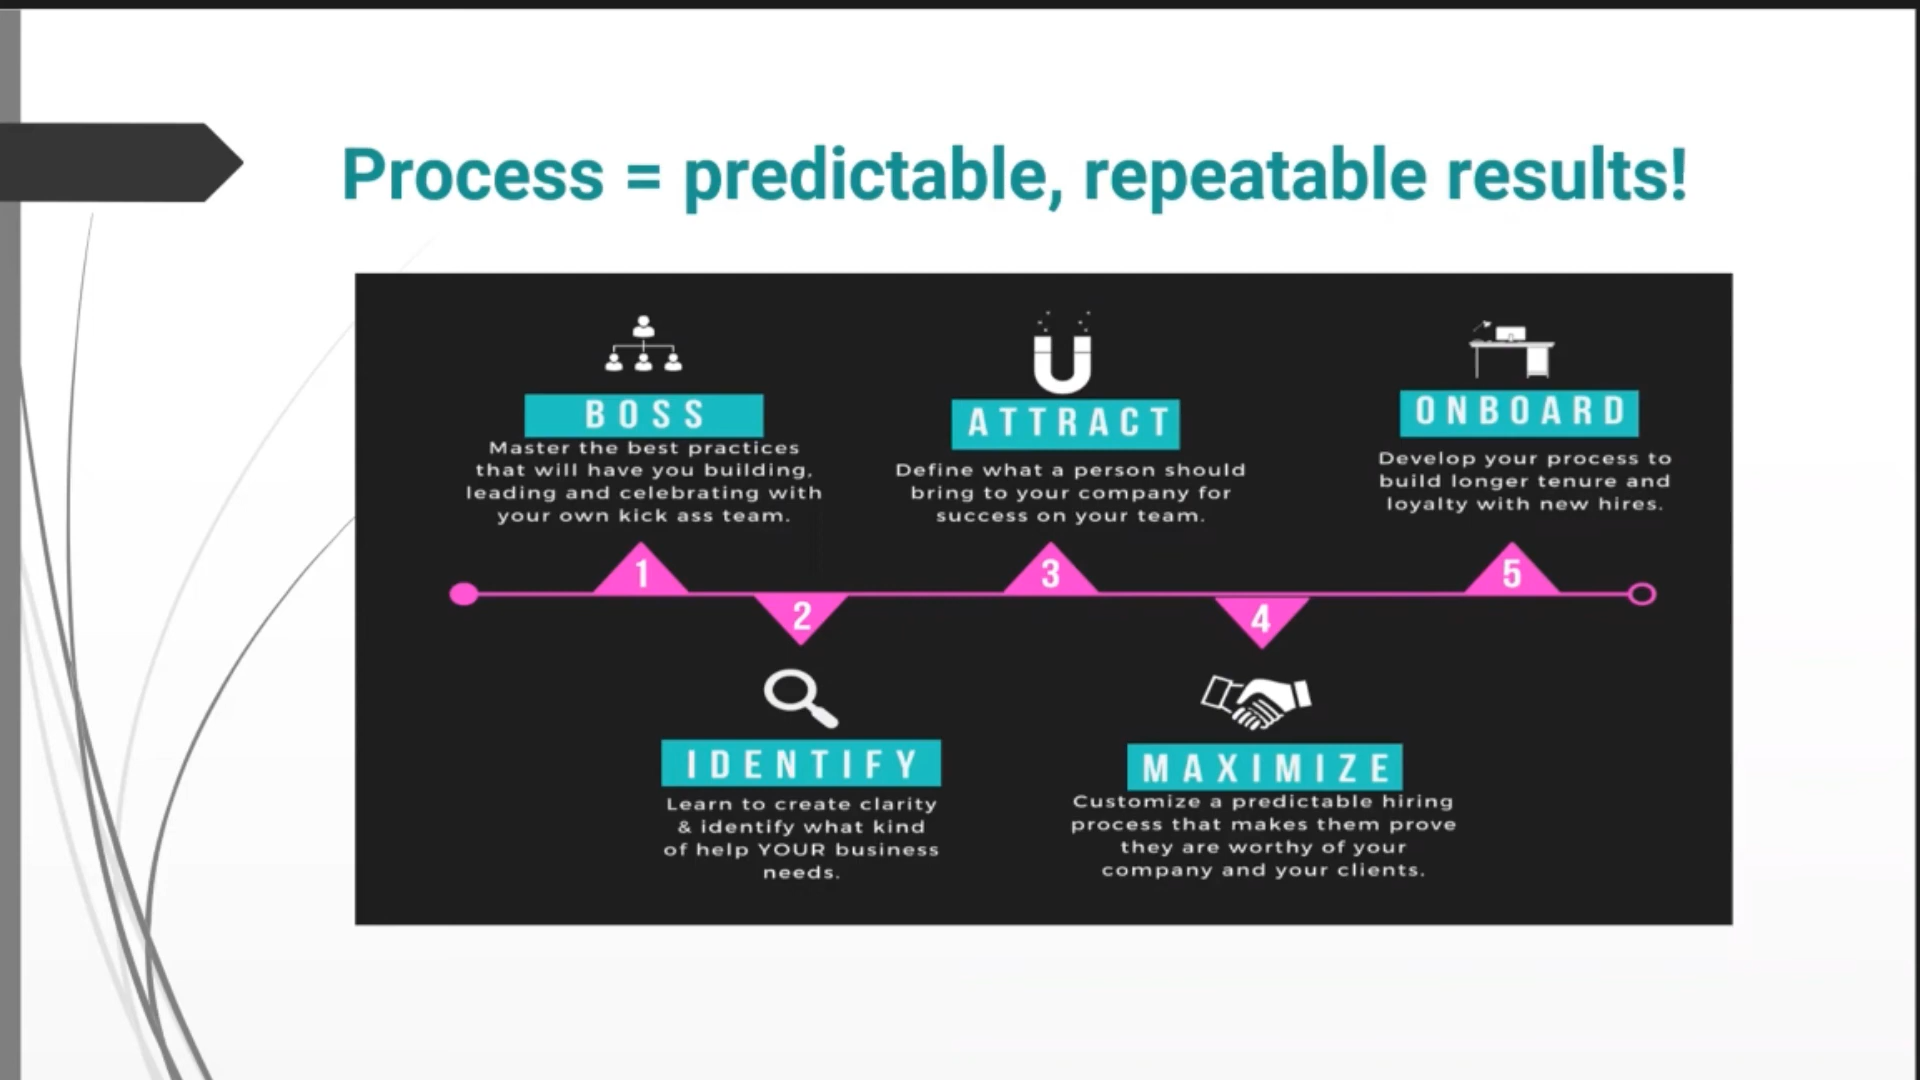 Process = predictable, repeatable results!
BOSS
Master the best practices
that will have you building,
leading and celebrating with
your own kick ass team.
1
IDENTIFY
Learn to create clarity
& identify what kind
of help YOUR business
needs.
2
ATTRACT
Define what a person should
bring to your company for
success on your team.
3
MAXIMIZE
Customize a predictable hiring
process that makes them prove
they are worthy of your
company and your clients.
4
ONBOARD
Develop your process to
build longer tenure and
loyalty with new hires.
5